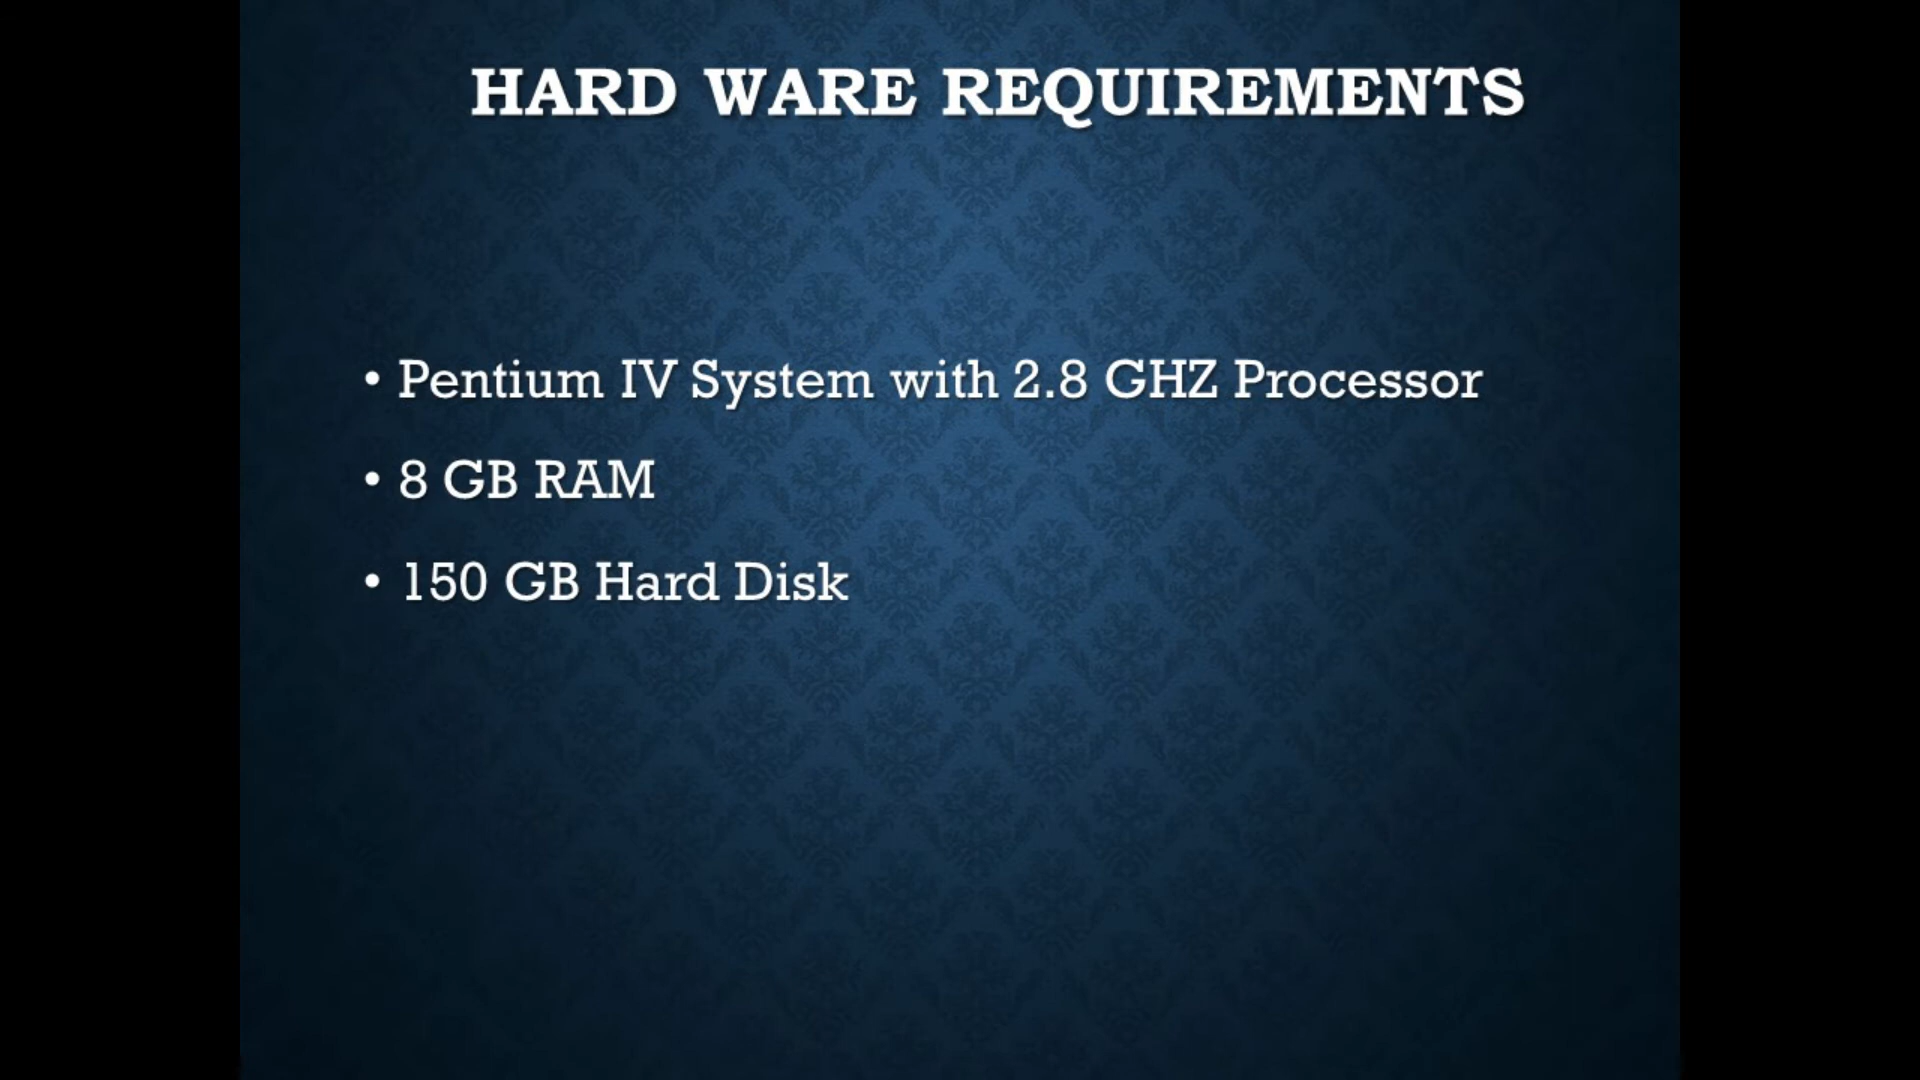 HARD WARE REQUIREMENTS
• Pentium IV System with 2.8 GHZ Processor
• 8 GB RAM
• 150 GB Hard Disk